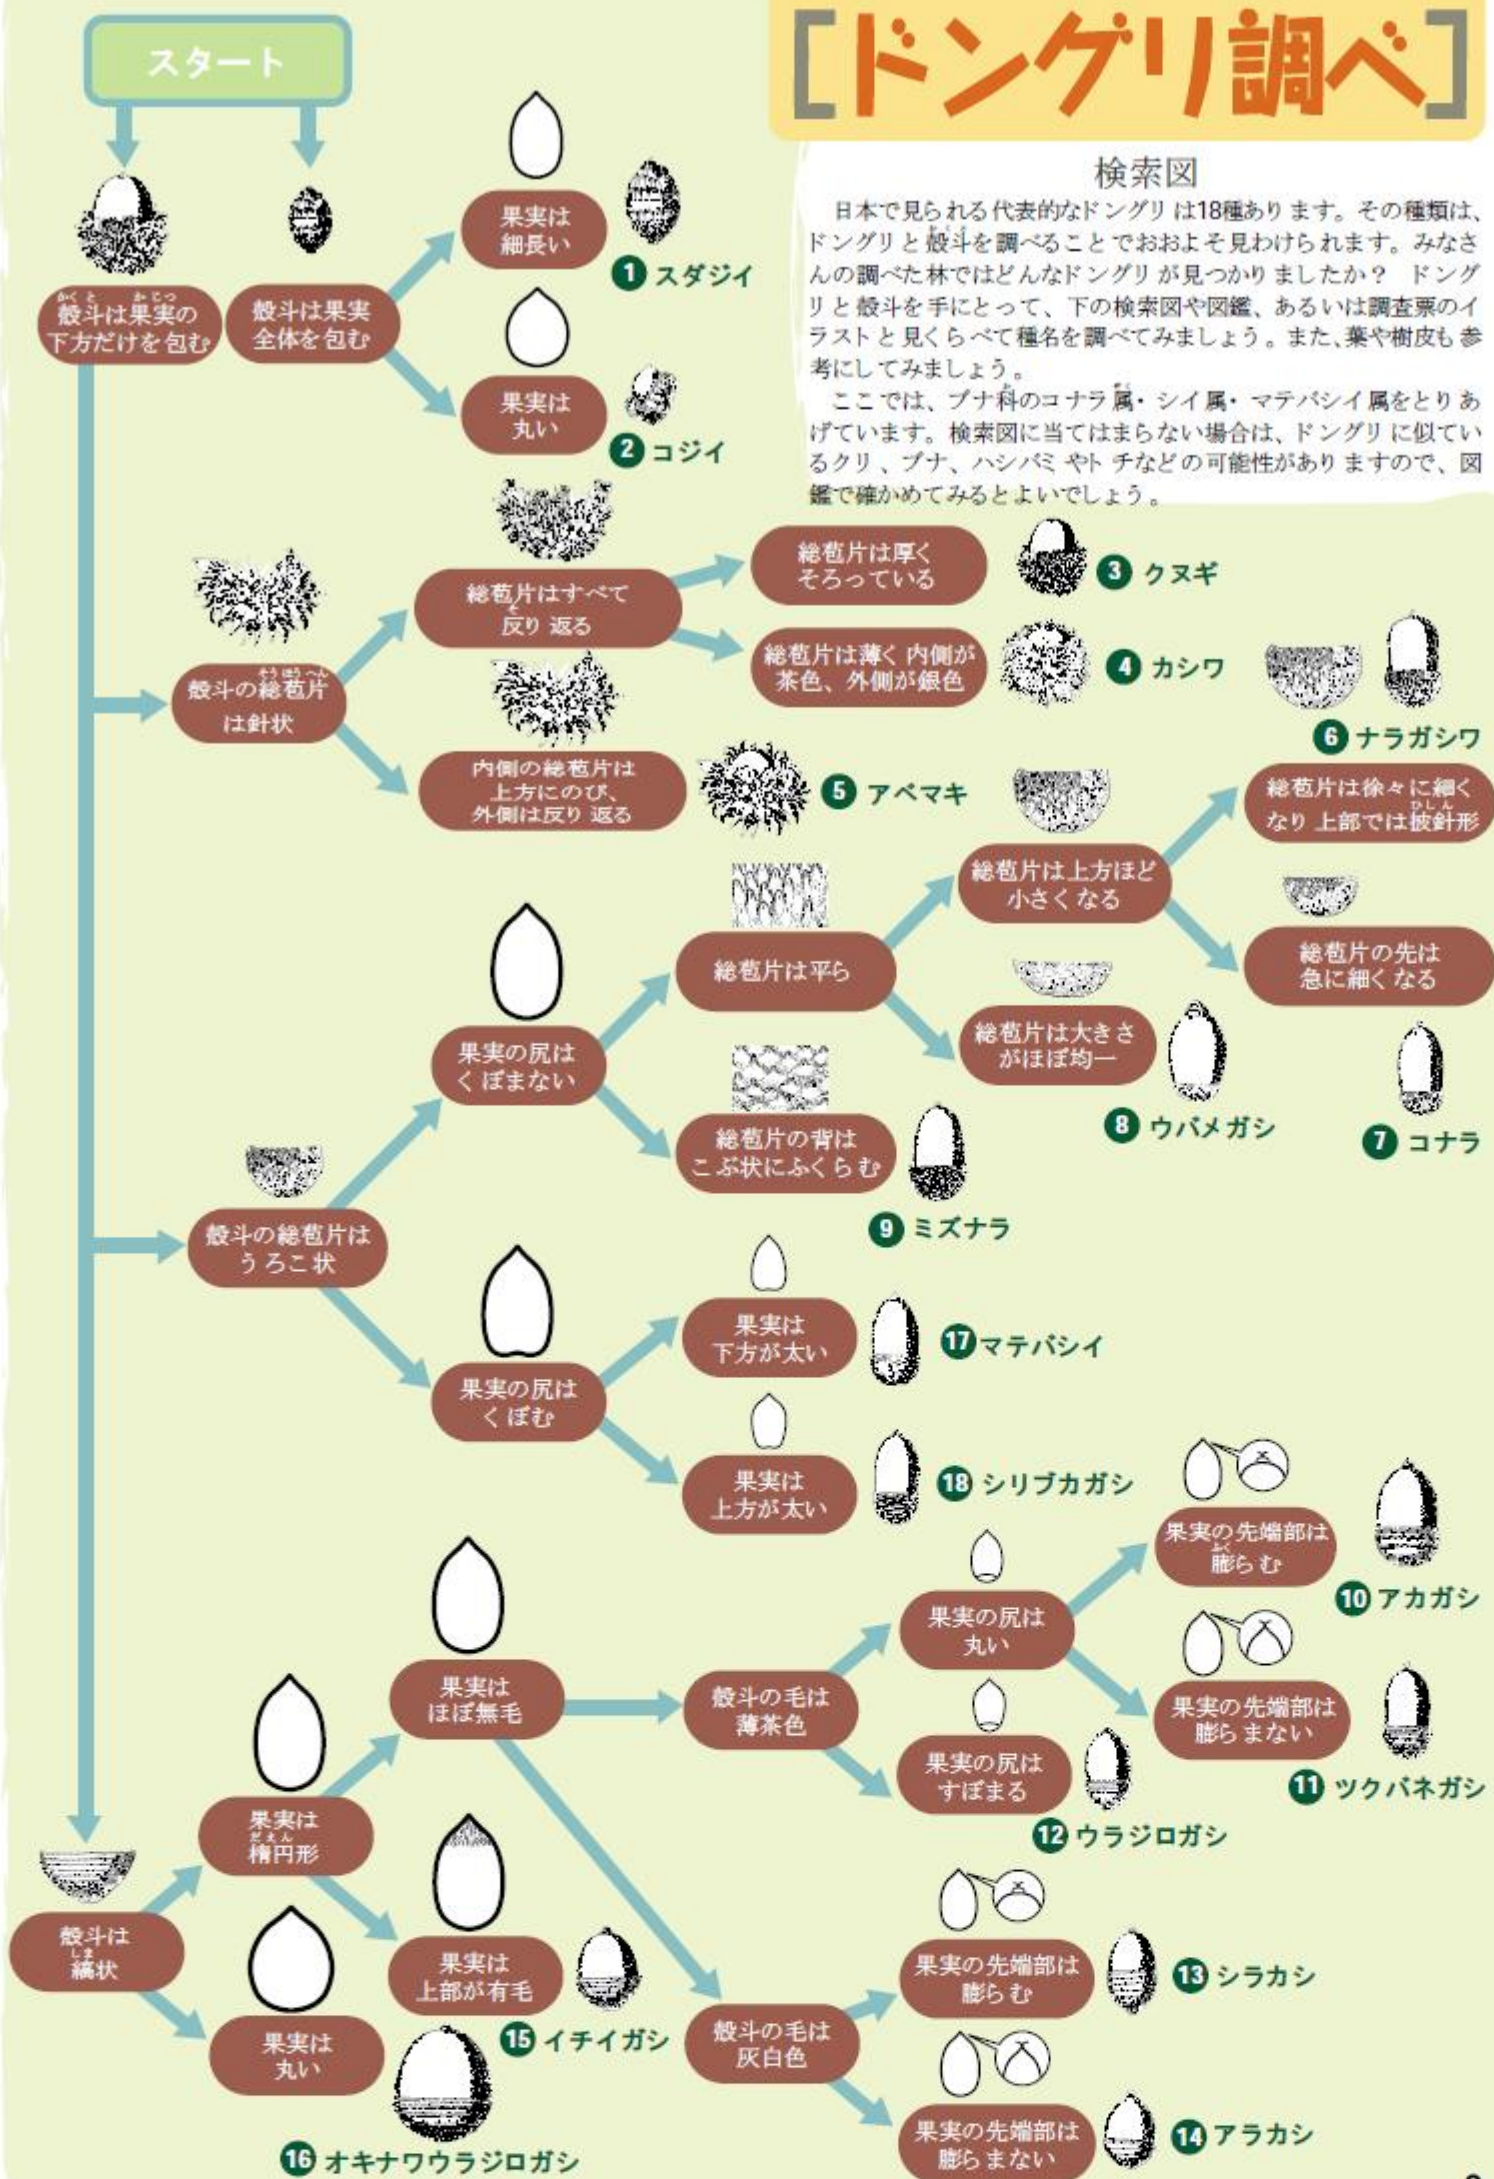 [ドングリ調べ]
スタート
検索図
日本で見られる代表的なドングリは18種あります。その種類は、
ドングリと殻斗を調べることでおおよそ見わけられます。みなさ
んの調べた林ではどんなドングリが見つかりましたか？ ドング
リと殻斗を手にとって、下の検索図や図鑑、あるいは調査票のイ
ラストと見くらべて種名を調べてみましょう。また、葉や樹皮も参
考にしてみましょう。
ここでは、ブナ科のコナラ属・シイ属・マテバシイ属をとりあ
げています。検索図に当てはまらない場合は、ドングリに似てい
るクリ、ブナ、ハシバミやトチなどの可能性がありますので、図
鑑で確かめてみるとよいでしょう。
かくと かじつ
殻斗は果実の
下方だけを包む
殻斗は果実
全体を包む
果実は
細長い
1 スダジイ
果実は
丸い
2 コジイ
そうほうへん
殻斗の総苞片
は針状
総苞片はすべて
そ
反り返る
総苞片は厚く
そろっている
3 クヌギ
総苞片は薄く内側が
茶色、外側が銀色
4 カシワ
内側の総苞片は
上方にのび、
外側は反り返る
5 アベマキ
殻斗の総苞片は
うろこ状
果実の尻は
くぼまない
総苞片は平ら
総苞片は上方ほど
小さくなる
6 ナラガシワ
総苞片は徐々に細く
ひしん
なり上部では披針形
総苞片の先は
急に細くなる
7 コナラ
総苞片は大きさ
がほぼ均一
8 ウバメガシ
総苞片の背は
こぶ状にふくらむ
9 ミズナラ
果実の尻は
くぼむ
果実は
下方が太い
17 マテバシイ
果実は
上方が太い
18 シリブカガシ
殻斗は
しま
縞状
果実は
だえん
楕円形
果実は
ほぼ無毛
殻斗の毛は
薄茶色
果実の尻は
丸い
果実の先端部は
ふく
膨らむ
10 アカガシ
果実の先端部は
膨らまない
11 ツクバネガシ
果実の尻は
すぼまる
12 ウラジロガシ
殻斗の毛は
灰白色
果実の先端部は
膨らむ
13 シラカシ
果実の先端部は
膨らまない
14 アラカシ
果実は
上部が有毛
15 イチイガシ
果実は
丸い
16 オキナワウラジロガシ